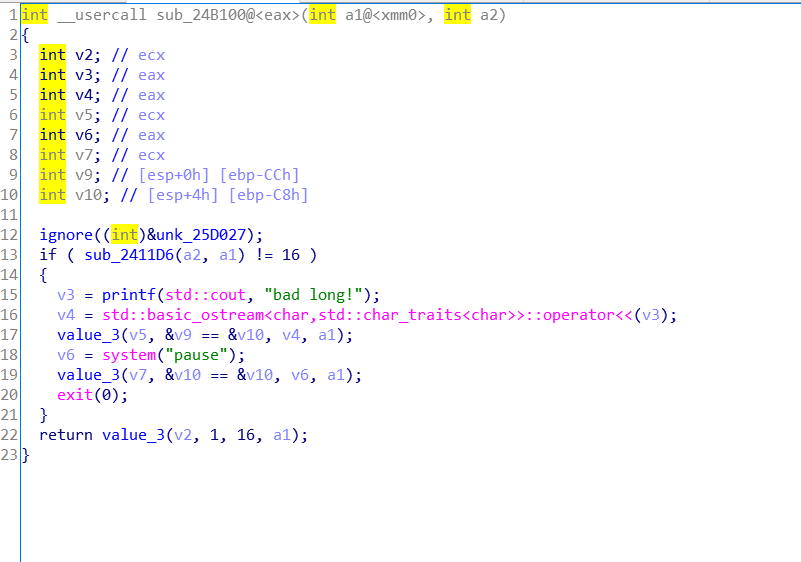 1 int __usercall sub_24B100@<eax>(int a1@<xmm0>, int a2)
2 {
3   int v2; // ecx
4   int v3; // eax
5   int v4; // eax
6   int v5; // ecx
7   int v6; // eax
8   int v7; // ecx
9   int v9; // [esp+0h] [ebp-CCh]
10   int v10; // [esp+4h] [ebp-C8h]
11
12   ignore((int)&unk_25D027);
13   if ( sub_2411D6(a2, a1) != 16 )
14   {
15     v3 = printf(std::cout, "bad long!");
16     v4 = std::basic_ostream<char,std::char_traits<char>>::operator<<(v3);
17     value_3(v5, &v9 == &v10, v4, a1);
18     v6 = system("pause");
19     value_3(v7, &v10 == &v10, v6, a1);
20     exit(0);
21   }
22   return value_3(v2, 1, 16, a1);
23 }